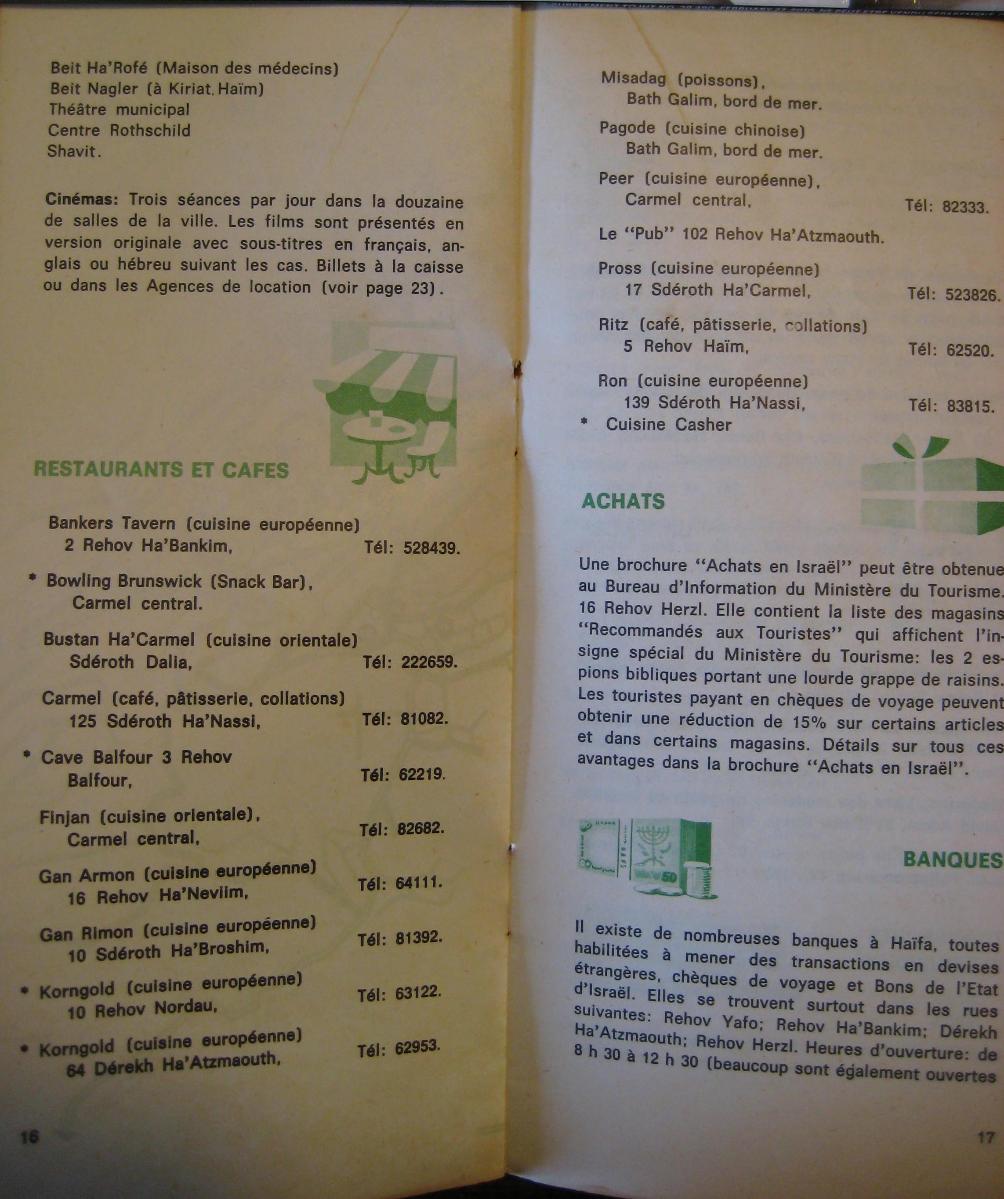 Beit Ha'Rofé (Maison des médecins)
Beit Nagler (à Kiriat Haïm)
Théâtre municipal
Centre Rothschild
Shavit.
Cinémas: Trois séances par jour dans la douzaine
de salles de la ville. Les films sont présentés en
version originale avec sous-titres en français, an-
glais ou hébreu suivant les cas. Billets à la caisse
ou dans les Agences de location (voir page 23).
RESTAURANTS ET CAFES
Bankers Tavern (cuisine européenne)
2 Rehov Ha'Bankim, Tél: 528439.
* Bowling Brunswick (Snack Bar),
Carmel central.
Bustan Ha'Carmel (cuisine orientale)
Sdéroth Dalia, Tél: 222659.
Carmel (café, pâtisserie, collations)
125 Sdéroth Ha'Nassi, Tél: 81082.
* Cave Balfour 3 Rehov
Balfour, Tél: 62219.
Finjan (cuisine orientale),
Carmel central, Tél: 82682.
Gan Armon (cuisine européenne)
16 Rehov Ha'Neviim, Tél: 64111.
Gan Rimon (cuisine européenne)
10 Sdéroth Ha'Broshim, Tél: 81392.
* Korngold (cuisine européenne)
10 Rehov Nordau, Tél: 63122.
* Korngold (cuisine européenne)
64 Dérekh Ha'Atzmaouth, Tél: 62953.
16
Misadag (poissons),
Bath Galim, bord de mer.
Pagode (cuisine chinoise)
Bath Galim, bord de mer.
Peer (cuisine européenne),
Carmel central, Tél: 82333.
Le "Pub" 102 Rehov Ha'Atzmaouth.
Pross (cuisine européenne)
17 Sdéroth Ha'Carmel, Tél: 523826.
Ritz (café, pâtisserie, collations)
5 Rehov Haïm, Tél: 62520.
Ron (cuisine européenne)
139 Sdéroth Ha'Nassi, Tél: 83815.
* Cuisine Casher
ACHATS
Une brochure "Achats en Israël" peut être obtenue
au Bureau d'Information du Ministère du Tourisme.
16 Rehov Herzl. Elle contient la liste des magasins
"Recommandés aux Touristes" qui affichent l'in-
signe spécial du Ministère du Tourisme: les 2 es-
pions bibliques portant une lourde grappe de raisins.
Les touristes payant en chèques de voyage peuvent
obtenir une réduction de 15% sur certains articles
et dans certains magasins. Détails sur tous ces
avantages dans la brochure "Achats en Israël".
50
BANQUES
Il existe de nombreuses banques à Haïfa, toutes
habilitées à mener des transactions en devises
étrangères, chèques de voyage et Bons de l'Etat
d'Israël. Elles se trouvent surtout dans les rues
suivantes: Rehov Yafo; Rehov Ha'Bankim; Dérekh
Ha'Atzmaouth; Rehov Herzl. Heures d'ouverture: de
8 h 30 à 12 h 30 (beaucoup sont également ouvertes
17